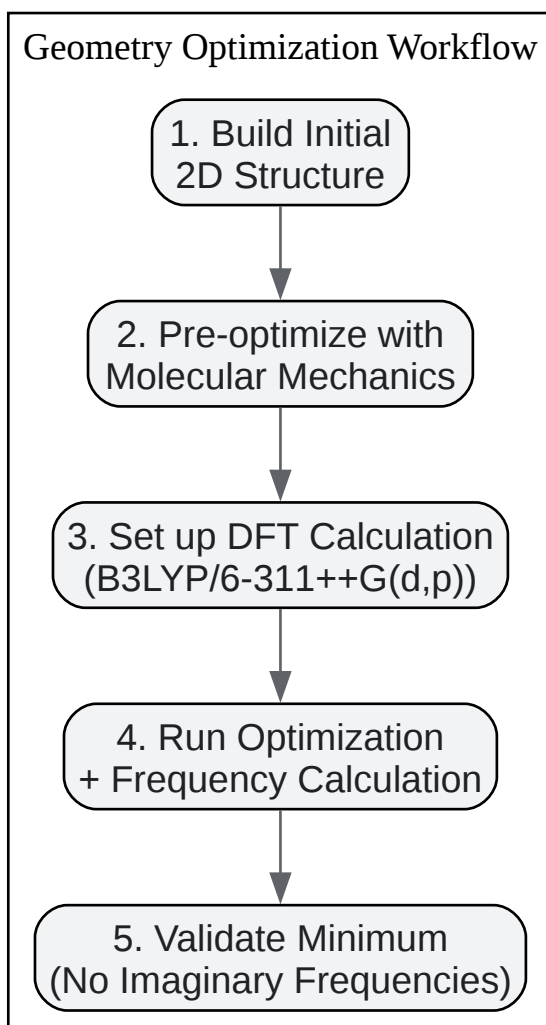 Geometry Optimization Workflow
1. Build Initial
2D Structure
2. Pre-optimize with
Molecular Mechanics
3. Set up DFT Calculation
(B3LYP/6-311++G(d,p))
4. Run Optimization
+ Frequency Calculation
5. Validate Minimum
(No Imaginary Frequencies)